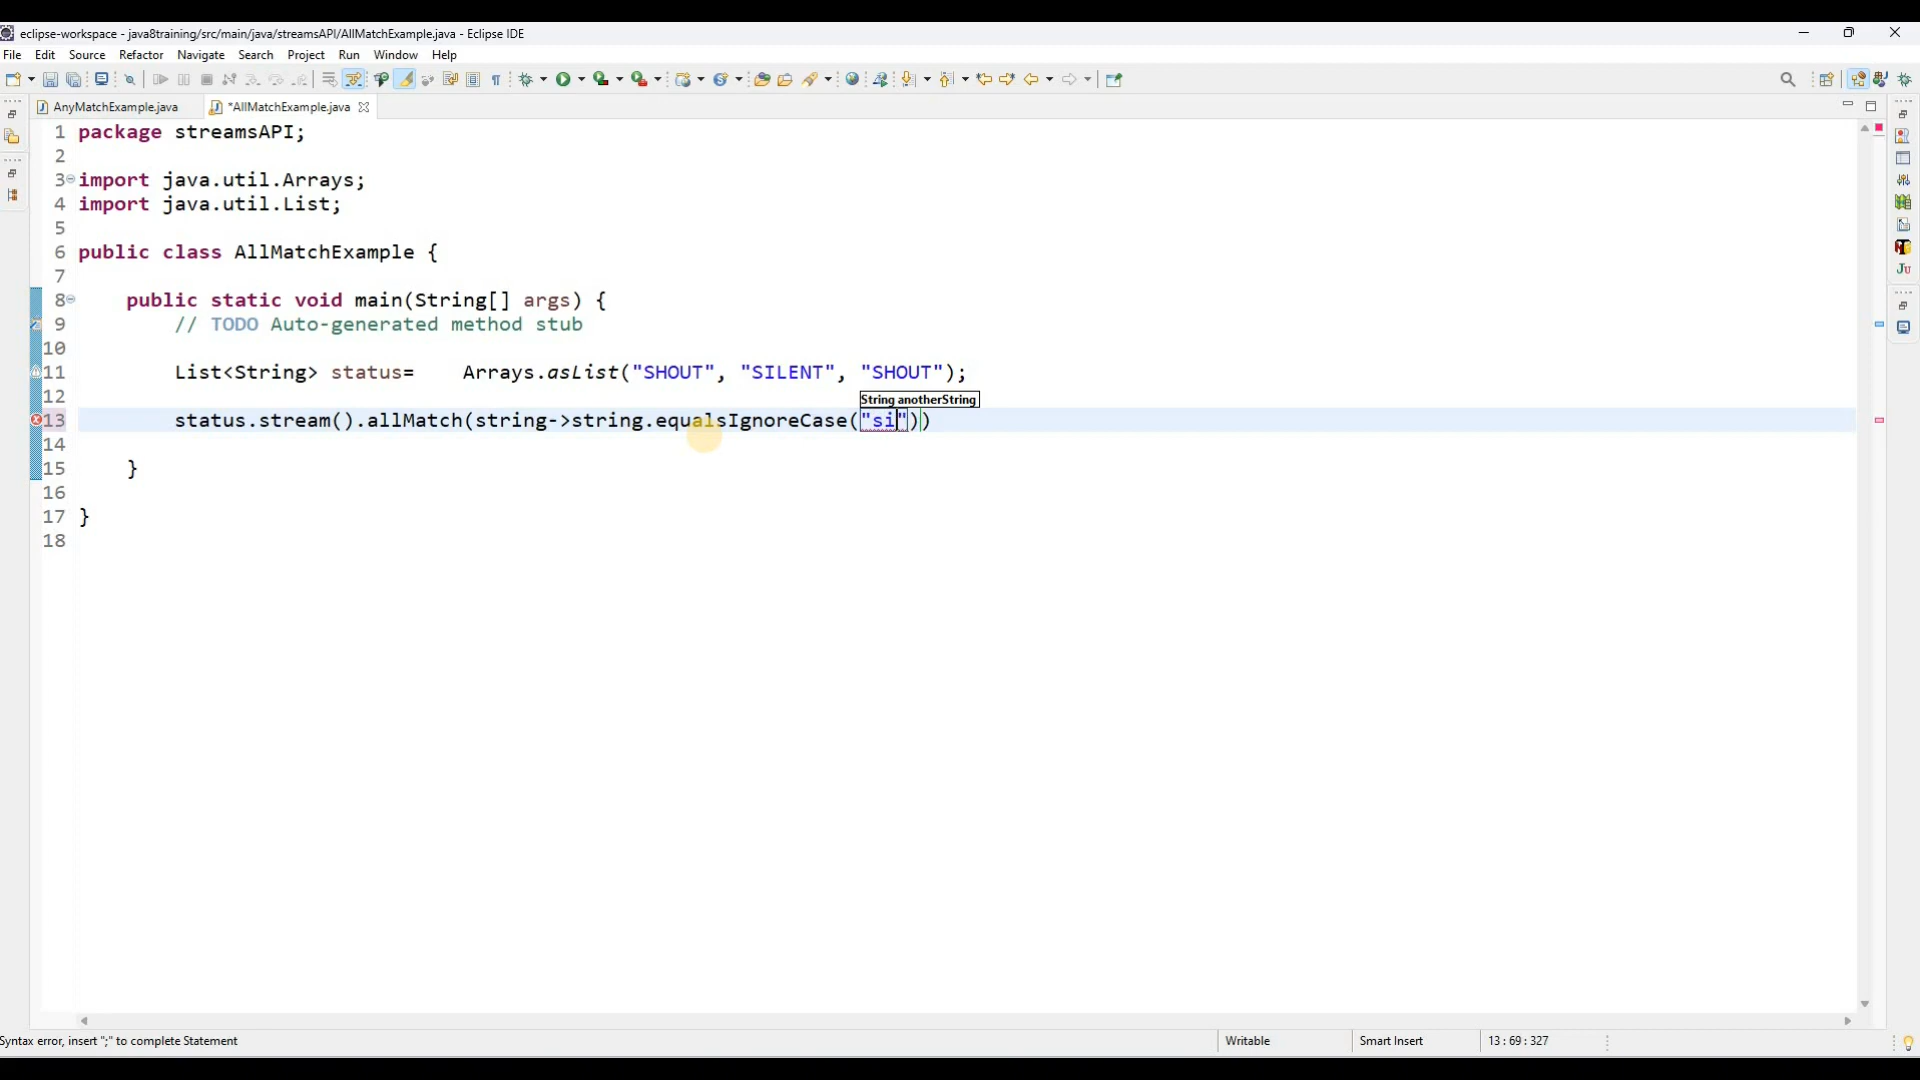 eclipse-workspace - java8training/src/main/java/streamsAPI/AllMatchExample.java - Eclipse IDE
File Edit Source Refactor Navigate Search Project Run Window Help
AnyMatchExample.java *AllMatchExample.java
1 package streamsAPI;
2
3 import java.util.Arrays;
4 import java.util.List;
5
6 public class AllMatchExample {
7
8 public static void main(String[] args) {
9 // TODO Auto-generated method stub
10
11 List<String> status= Arrays.asList("SHOUT", "SILENT", "SHOUT");
12
String anotherString
13 status.stream().allMatch(string->string.equalsIgnoreCase("si"))
14
15 }
16
17 }
18
Syntax error, insert ";" to complete Statement Writable Smart Insert 13 : 69 : 327